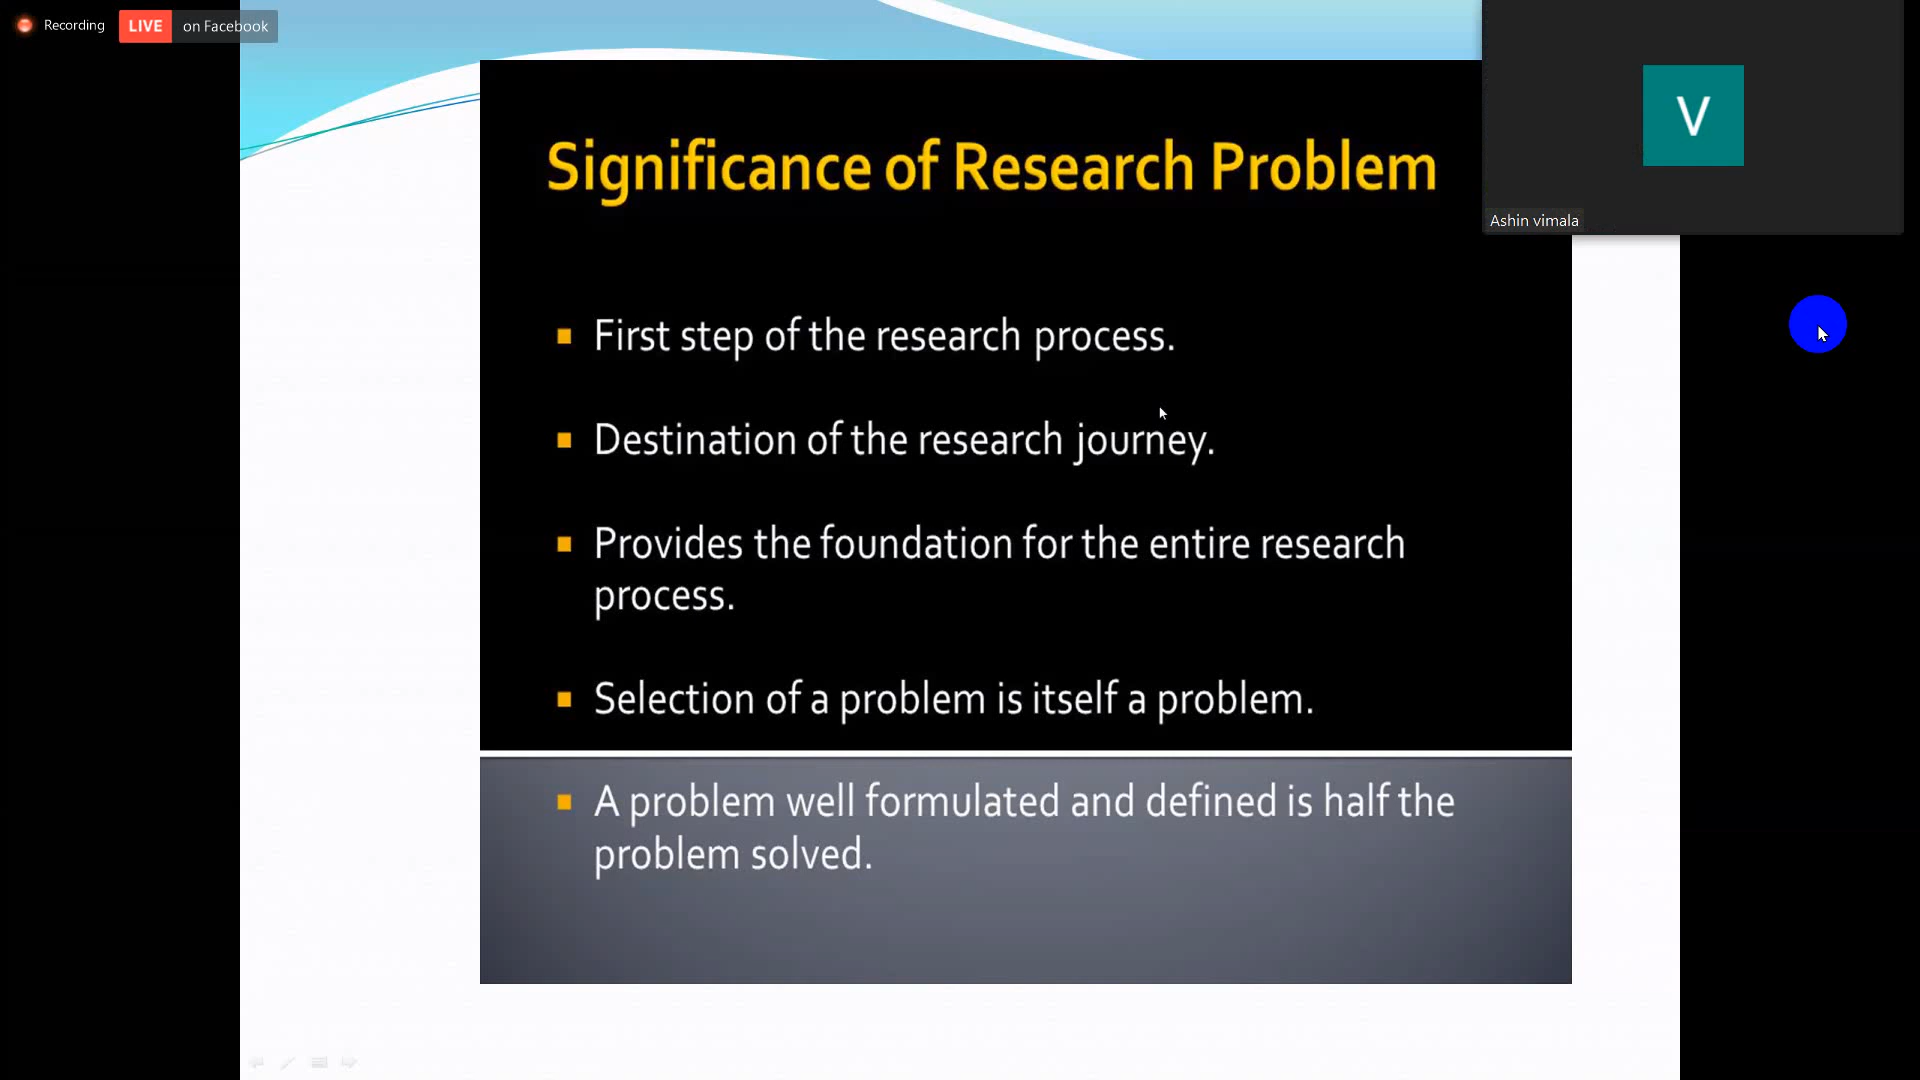 Recording
LIVE on Facebook
V
Ashin vimala
Significance of Research Problem
First step of the research process.
Destination of the research journey.
Provides the foundation for the entire research
process.
Selection of a problem is itself a problem.
A problem well formulated and defined is half the
problem solved.